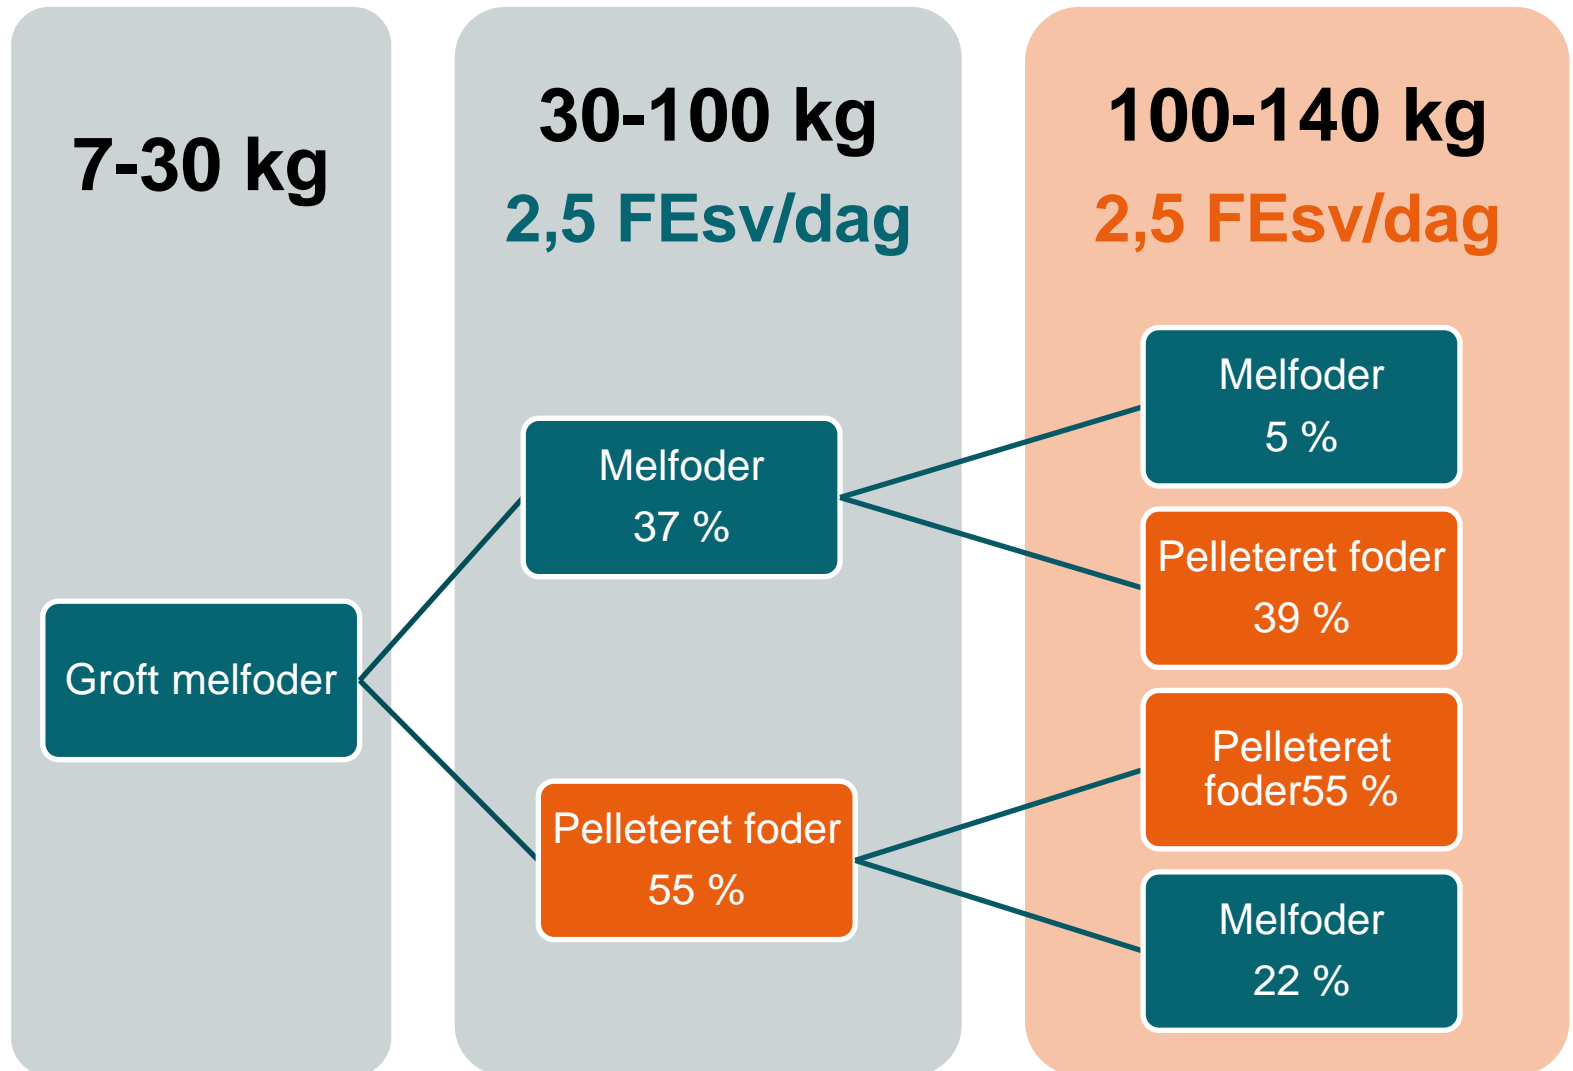 7-30 kg
30-100 kg
2,5 FEsv/dag
100-140 kg
2,5 FEsv/dag
Groft melfoder
Melfoder
37 %
Pelleteret foder
55 %
Melfoder
5 %
Pelleteret foder
39 %
Pelleteret
foder55 %
Melfoder
22 %